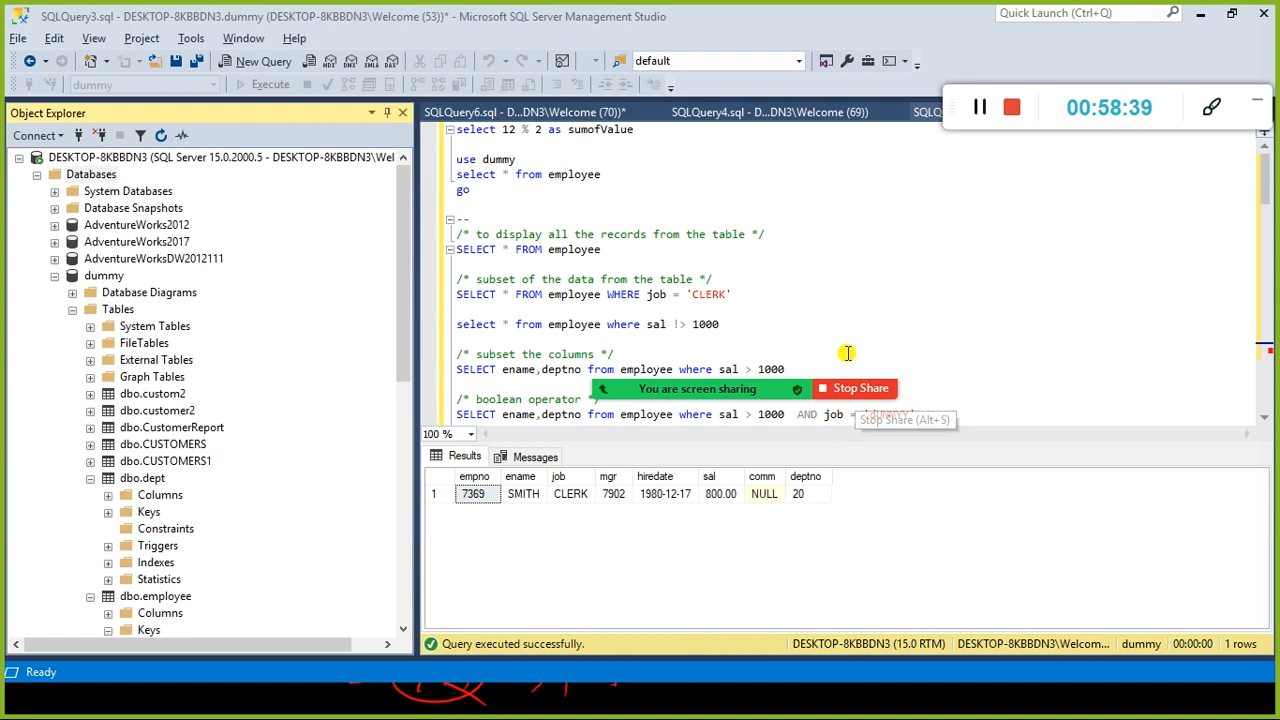 SQLQuery3.sql - DESKTOP-8KBBDN3.dummy (DESKTOP-8KBBDN3\Welcome (53))* - Microsoft SQL Server Management Studio
Quick Launch (Ctrl+Q)
File Edit View Project Tools Window Help
New Query
default
dummy
Execute
00:58:39
Object Explorer
Connect
DESKTOP-8KBBDN3 (SQL Server 15.0.2000.5 - DESKTOP-8KBBDN3\Wel
Databases
System Databases
Database Snapshots
AdventureWorks2012
AdventureWorks2017
AdventureWorksDW2012111
dummy
Database Diagrams
Tables
System Tables
FileTables
External Tables
Graph Tables
dbo.custom2
dbo.customer2
dbo.CustomerReport
dbo.CUSTOMERS
dbo.CUSTOMERS1
dbo.dept
Columns
Keys
Constraints
Triggers
Indexes
Statistics
dbo.employee
Columns
Keys
SQLQuery6.sql - D...DN3\Welcome (70))* SQLQuery4.sql - D...DN3\Welcome (69)) SQLQ
select 12 % 2 as sumofValue
use dummy
select * from employee
go
--
/* to display all the records from the table */
SELECT * FROM employee
/* subset of the data from the table */
SELECT * FROM employee WHERE job = 'CLERK'
select * from employee where sal !> 1000
/* subset the columns */
SELECT ename,deptno from employee where sal > 1000
You are screen sharing Stop Share
/* boolean operator */
SELECT ename,deptno from employee where sal > 1000 AND job =
Stop Share (Alt+S)
100 %
Results Messages
empno ename job mgr hiredate sal comm deptno
1 7369 SMITH CLERK 7902 1980-12-17 800.00 NULL 20
Query executed successfully. DESKTOP-8KBBDN3 (15.0 RTM) DESKTOP-8KBBDN3\Welcom... dummy 00:00:00 1 rows
Ready